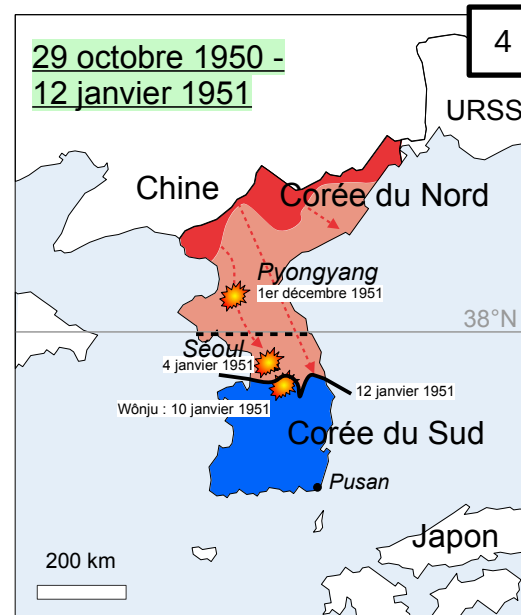 29 octobre 1950 -
12 janvier 1951
4
URSS
Chine
Corée du Nord
Pyongyang
1er décembre 1951
38°N
Séoul
4 janvier 1951
12 janvier 1951
Wônju : 10 janvier 1951
Corée du Sud
Pusan
Japon
200 km